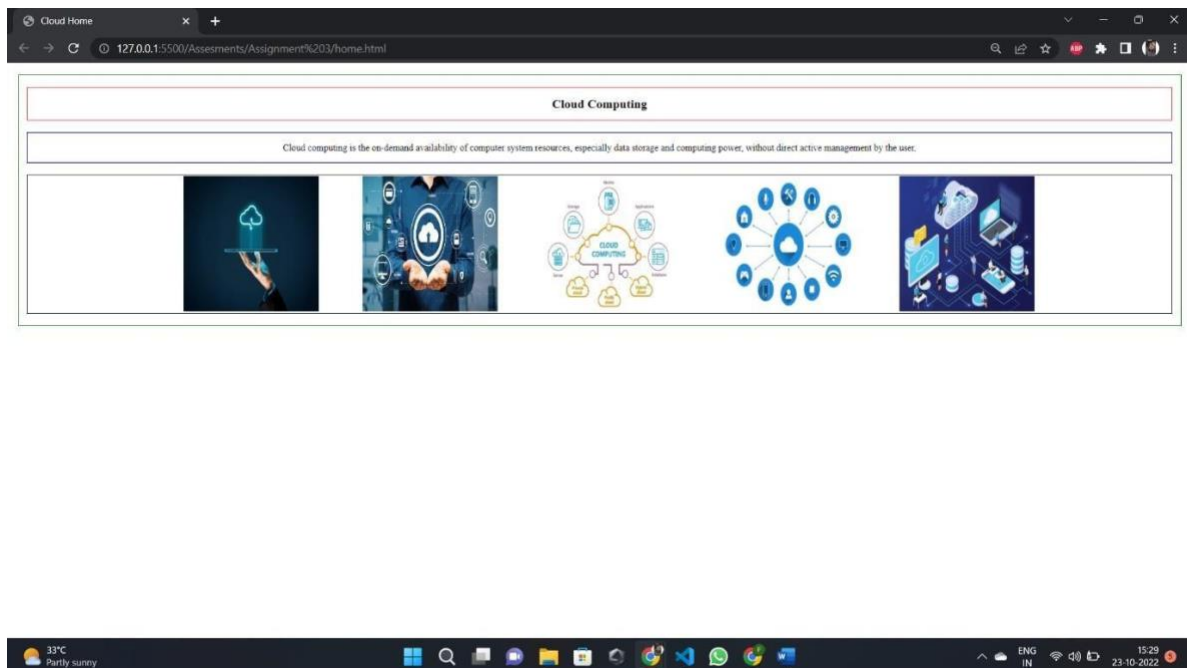 Cloud Home
127.0.0.1:5500/Assesments/Assignment%203/home.html
ABP
Cloud Computing
Cloud computing is the on-demand availability of computer system resources, especially data storage and computing power, without direct active management by the user.
CLOUD
COMPUTING
33°C
Partly sunny
ENG
IN
15:29
23-10-2022
5